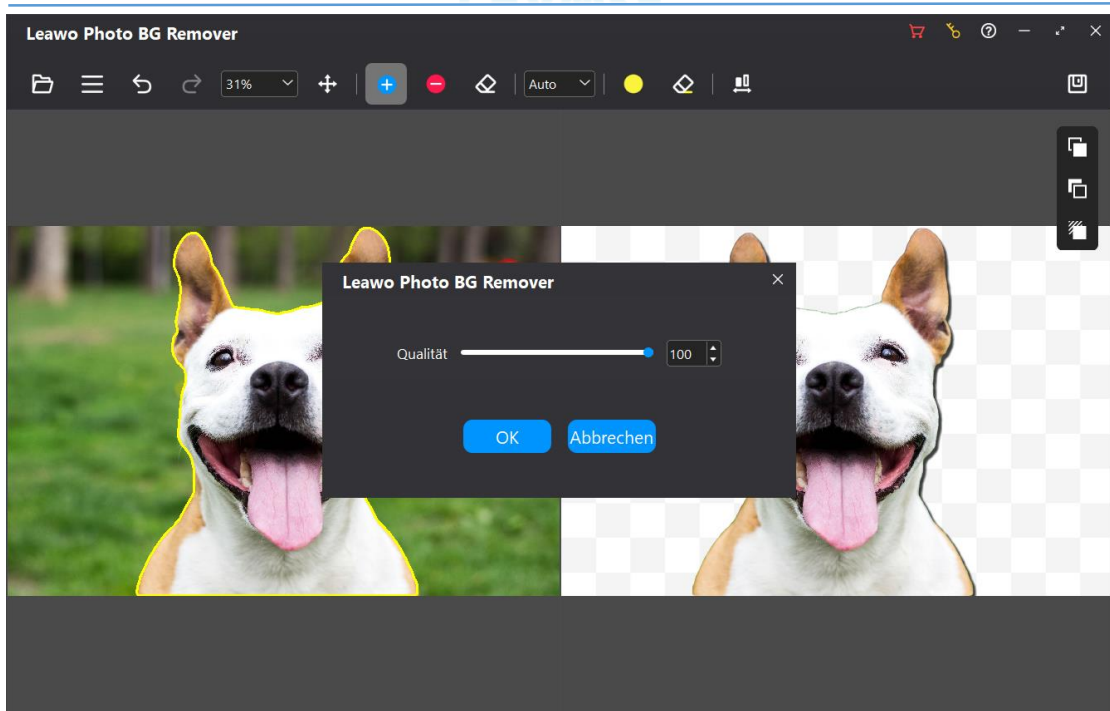 Leawo Photo BG Remover
31%
Auto
Leawo Photo BG Remover
Qualität
100
OK
Abbrechen